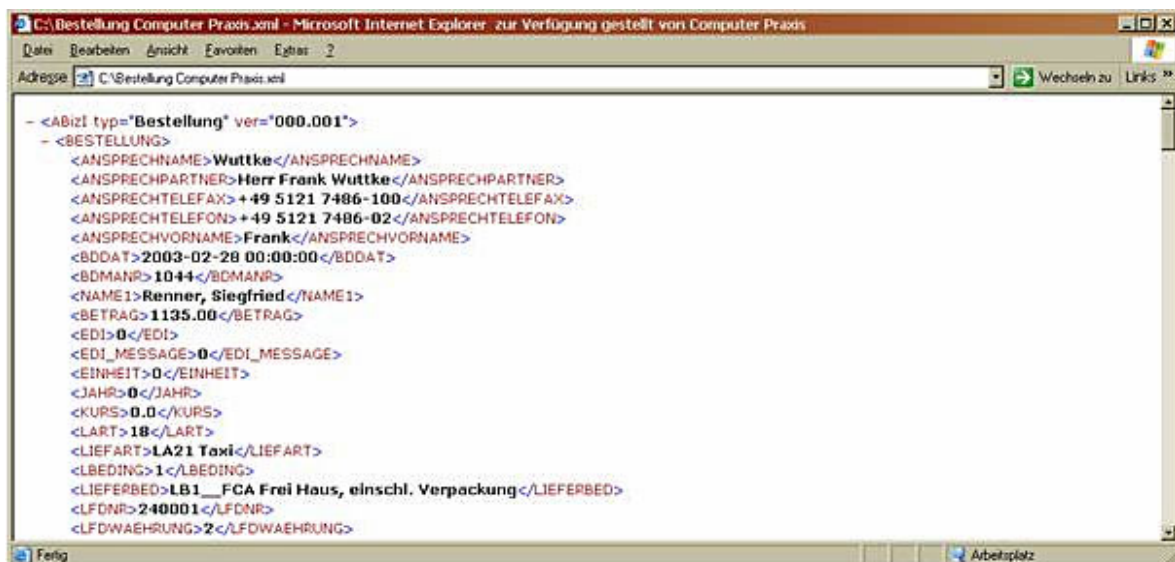 C:\Bestellung Computer Praxis.xml - Microsoft Internet Explorer zur Verfügung gestellt von Computer Praxis
Datei Bearbeiten Ansicht Favoriten Extras ?
Adresse C:\Bestellung Computer Praxis.xml Wechseln zu Links »
- <ABizI typ="Bestellung" ver="000.001">
- <BESTELLUNG>
<ANSPRECHNAME>Wuttke</ANSPRECHNAME>
<ANSPRECHPARTNER>Herr Frank Wuttke</ANSPRECHPARTNER>
<ANSPRECHTELEFAX>+49 5121 7486-100</ANSPRECHTELEFAX>
<ANSPRECHTELEFON>+49 5121 7486-02</ANSPRECHTELEFON>
<ANSPRECHVORNAME>Frank</ANSPRECHVORNAME>
<BDDAT>2003-02-28 00:00:00</BDDAT>
<BDMANR>1044</BDMANR>
<NAME1>Renner, Siegfried</NAME1>
<BETRAG>1135.00</BETRAG>
<EDI>0</EDI>
<EDI_MESSAGE>0</EDI_MESSAGE>
<EINHEIT>0</EINHEIT>
<JAHR>0</JAHR>
<KURS>0.0</KURS>
<LART>18</LART>
<LIEFART>LA21 Taxi</LIEFART>
<LBEDING>1</LBEDING>
<LIEFERBED>LB1__FCA Frei Haus, einschl. Verpackung</LIEFERBED>
<LFDNR>240001</LFDNR>
<LFDWAEHRUNG>2</LFDWAEHRUNG>
Fertig Arbeitsplatz